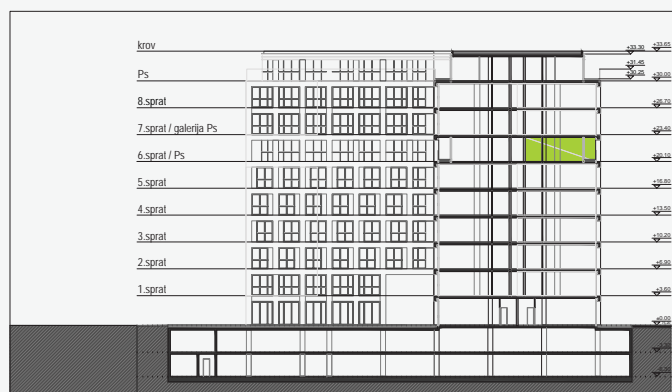 krov
+33.30 +33.65
+31.45
Ps
+30.25 +30.00
8.sprat
+26.70
7.sprat / galerija Ps
+23.40
6.sprat / Ps
+20.10
5.sprat
+16.80
4.sprat
+13.50
3.sprat
+10.20
2.sprat
+6.90
1.sprat
+3.60
±0.00